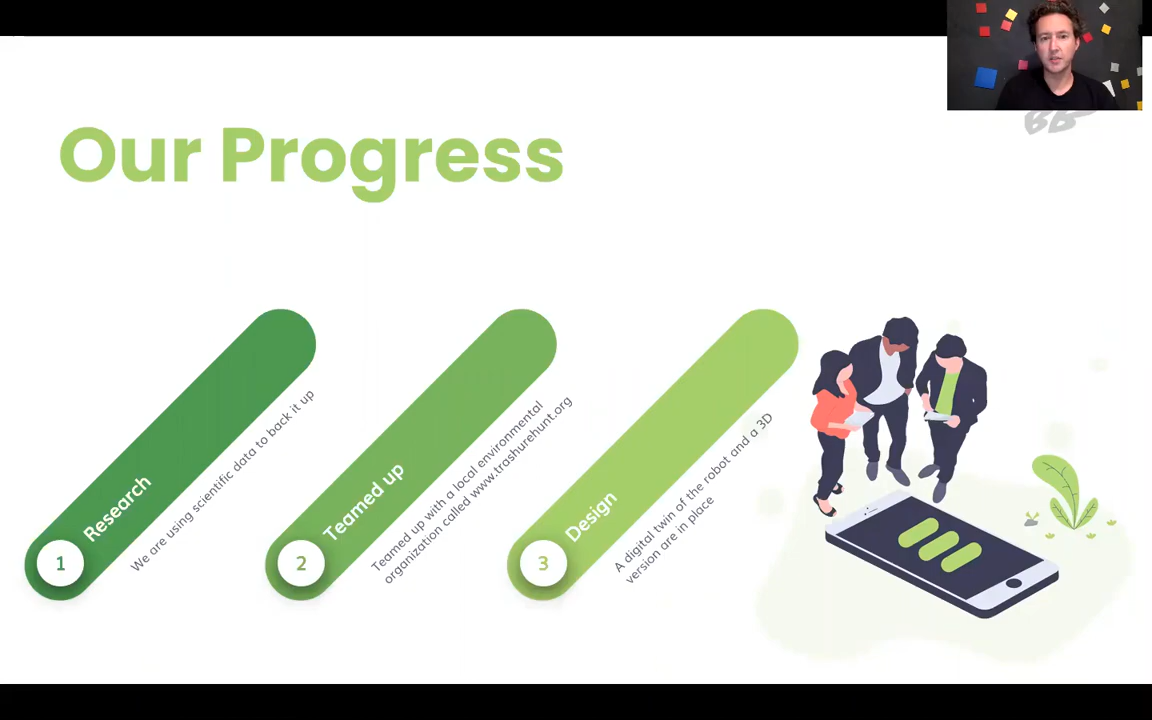 Our Progress
BB
1
Research
We are using scientific data to back it up
2
Teamed up
Teamed up with a local environmental
organization called www.trashurehunt.org
3
Design
A digital twin of the robot and a 3D
version are in place